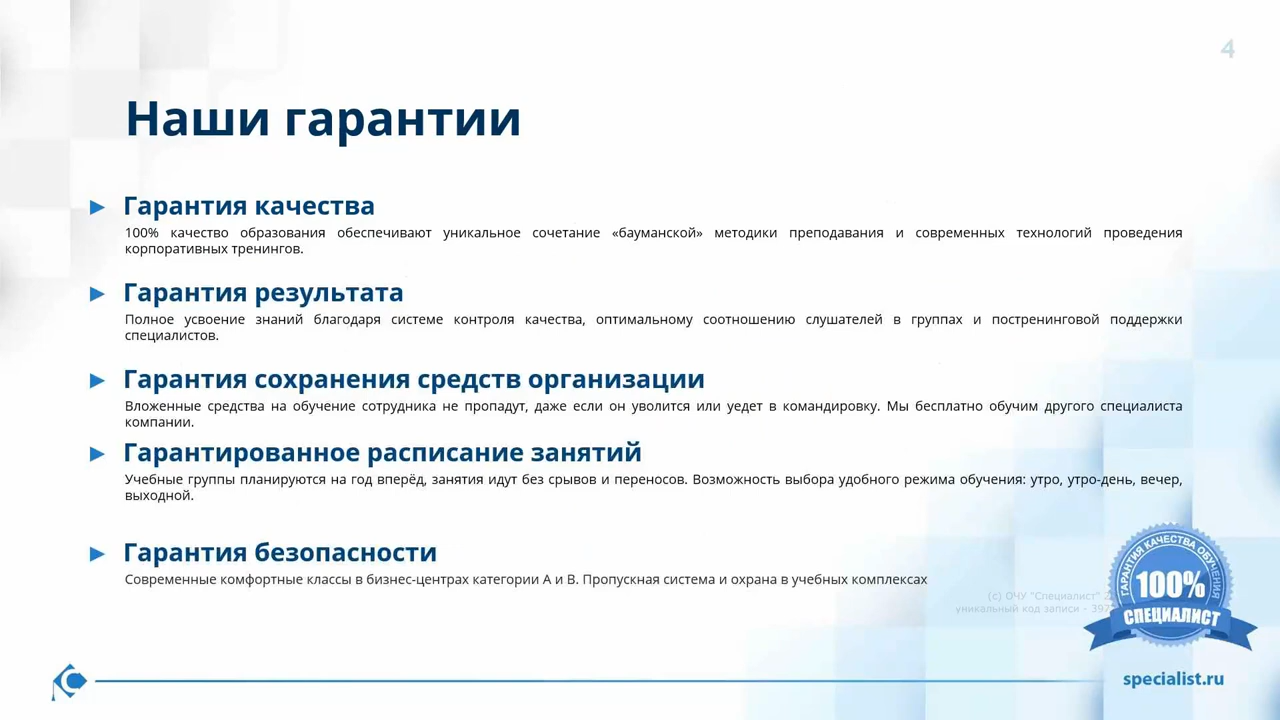 4
Наши гарантии
► Гарантия качества
100% качество образования обеспечивают уникальное сочетание «бауманской» методики преподавания и современных технологий проведения
корпоративных тренингов.
► Гарантия результата
Полное усвоение знаний благодаря системе контроля качества, оптимальному соотношению слушателей в группах и постренинговой поддержки
специалистов.
► Гарантия сохранения средств организации
Вложенные средства на обучение сотрудника не пропадут, даже если он уволится или уедет в командировку. Мы бесплатно обучим другого специалиста
компании.
► Гарантированное расписание занятий
Учебные группы планируются на год вперёд, занятия идут без срывов и переносов. Возможность выбора удобного режима обучения: утро, утро-день, вечер,
выходной.
► Гарантия безопасности
Современные комфортные классы в бизнес-центрах категории А и В. Пропускная система и охрана в учебных комплексах
(с) ОЧУ "Специалист"
уникальный код записи -
ГАРАНТИЯ КАЧЕСТВА ОБУЧЕНИЯ
100%
СПЕЦИАЛИСТ
specialist.ru